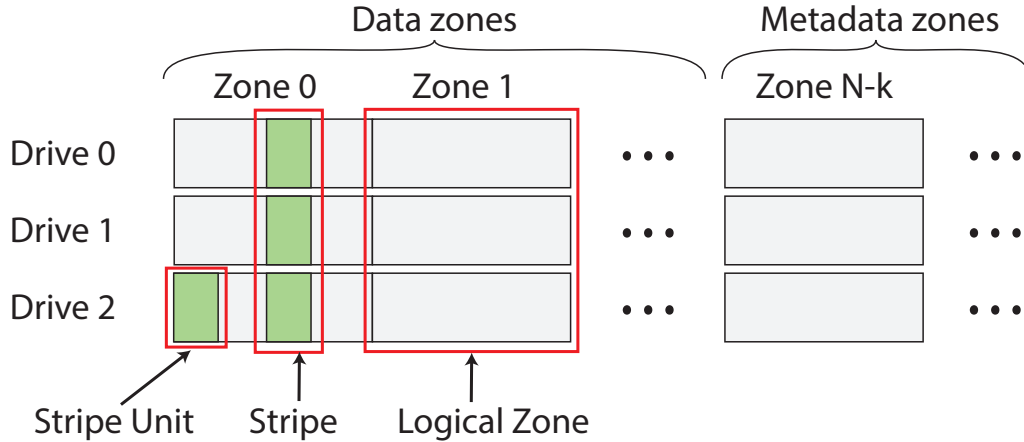 Data zones
Metadata zones
Zone 0
Zone 1
Zone N-k
Drive 0
Drive 1
Drive 2
Stripe Unit
Stripe
Logical Zone